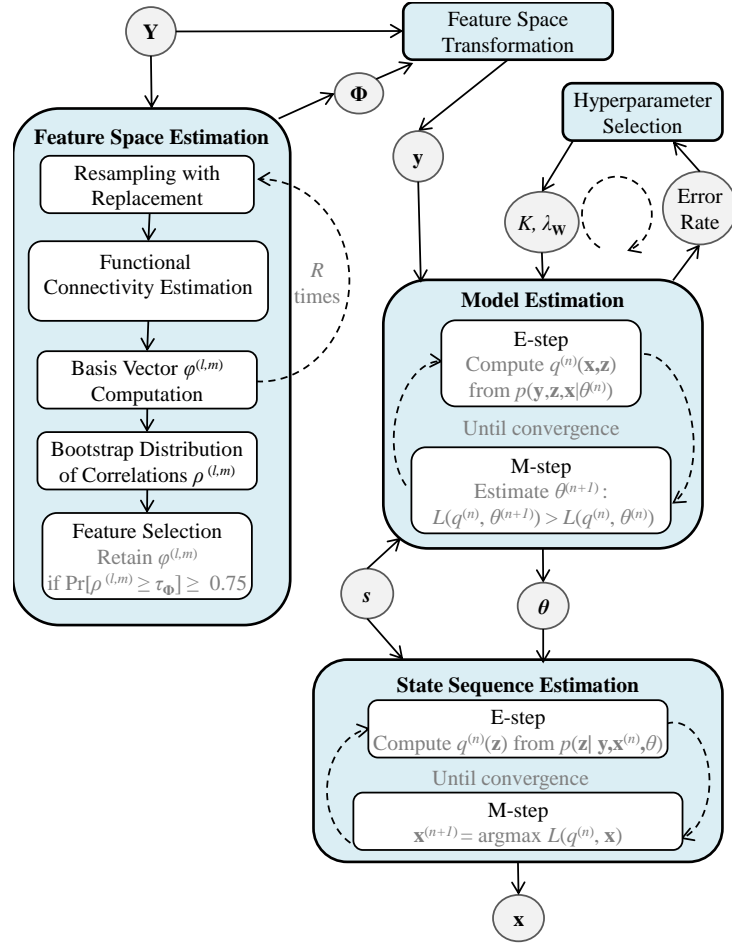 Y
Feature Space
Transformation
Φ
Hyperparameter
Selection
Feature Space Estimation
Resampling with
Replacement
Functional
Connectivity Estimation
R
times
Basis Vector φ^(l,m)
Computation
Bootstrap Distribution
of Correlations ρ^(l,m)
Feature Selection
Retain φ^(l,m)
if Pr[ρ^(l,m) ≥ τ_Φ] ≥ 0.75
y
K, λ_W
Error
Rate
Model Estimation
E-step
Compute q^(n)(x,z)
from p(y,z,x|θ^(n))
Until convergence
M-step
Estimate θ^(n+1):
L(q^(n), θ^(n+1)) > L(q^(n), θ^(n))
s
θ
State Sequence Estimation
E-step
Compute q^(n)(z) from p(z| y,x^(n),θ)
Until convergence
M-step
x^(n+1) = argmax L(q^(n), x)
x